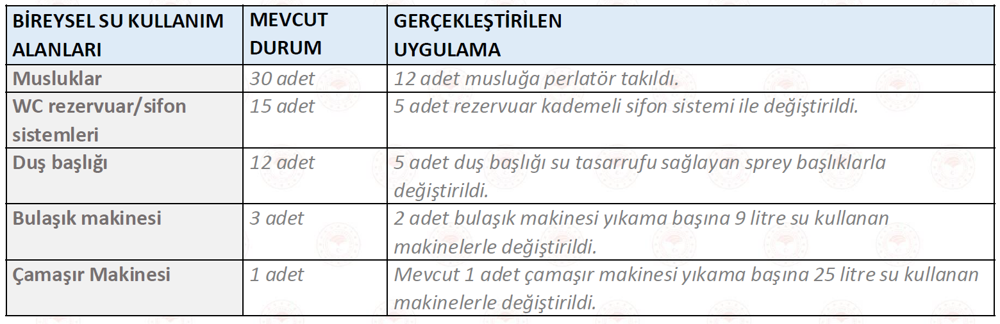 BİREYSEL SU KULLANIM
ALANLARI
MEVCUT
DURUM
GERÇEKLEŞTİRİLEN
UYGULAMA
Musluklar
30 adet
12 adet musluğa perlatör takıldı.
WC rezervuar/sifon
sistemleri
15 adet
5 adet rezervuar kademeli sifon sistemi ile değiştirildi.
Duş başlığı
12 adet
5 adet duş başlığı su tasarrufu sağlayan sprey başlıklarla
değiştirildi.
Bulaşık makinesi
3 adet
2 adet bulaşık makinesi yıkama başına 9 litre su kullanan
makinelerle değiştirildi.
Çamaşır Makinesi
1 adet
Mevcut 1 adet çamaşır makinesi yıkama başına 25 litre su kullanan
makinelerle değiştirildi.